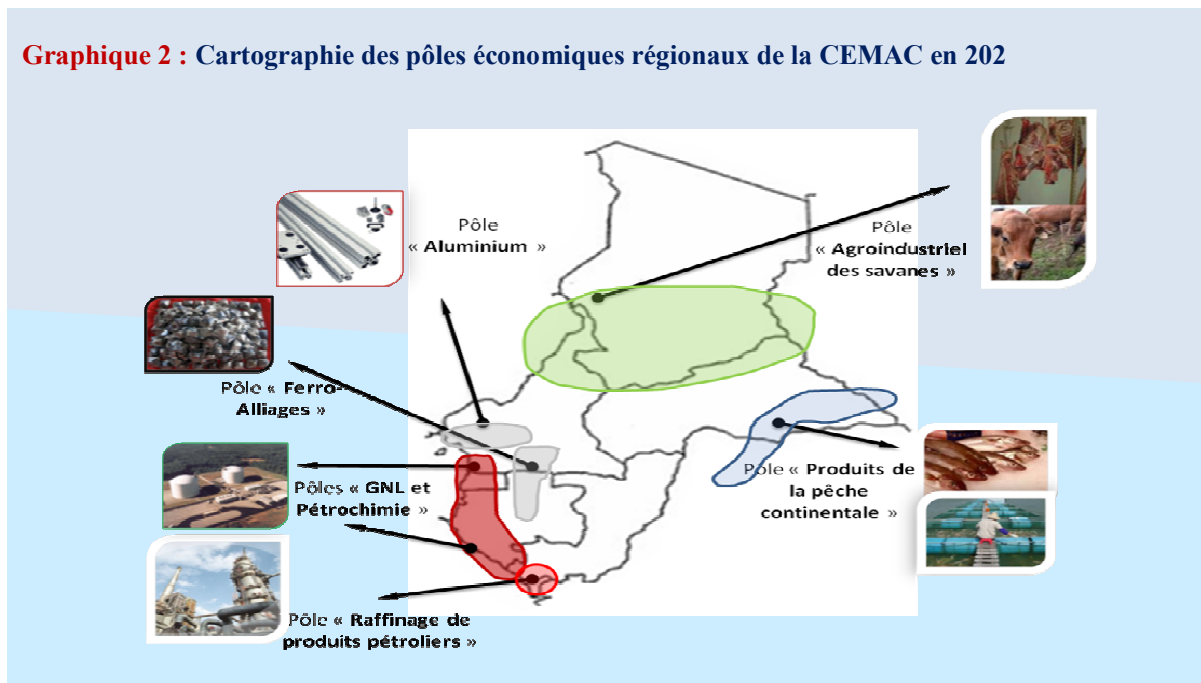 Graphique 2 : Cartographie des pôles économiques régionaux de la CEMAC en 202
Pôle
« Aluminium »
Pôle
« Agroindustriel
des savanes »
Pôle « Ferro-
Alliages »
Pôles « GNL et
Pétrochimie »
Pôle « Produits de
la pêche
continentale »
Pôle « Raffinage de
produits pétroliers »